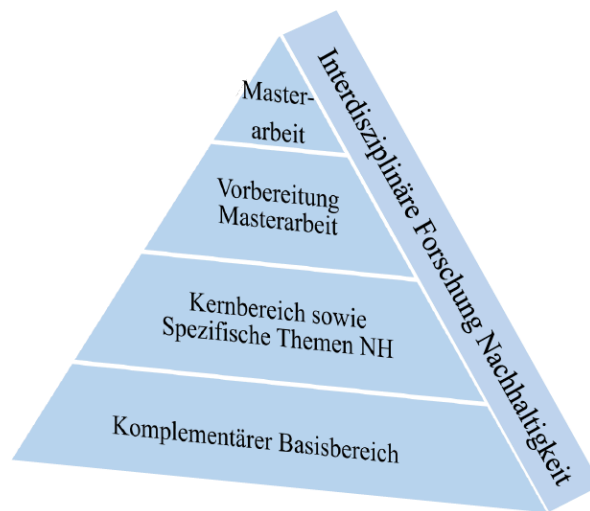 Master-
arbeit
Vorbereitung
Masterarbeit
Kernbereich sowie
Spezifische Themen NH
Komplementärer Basisbereich
Interdisziplinäre Forschung Nachhaltigkeit